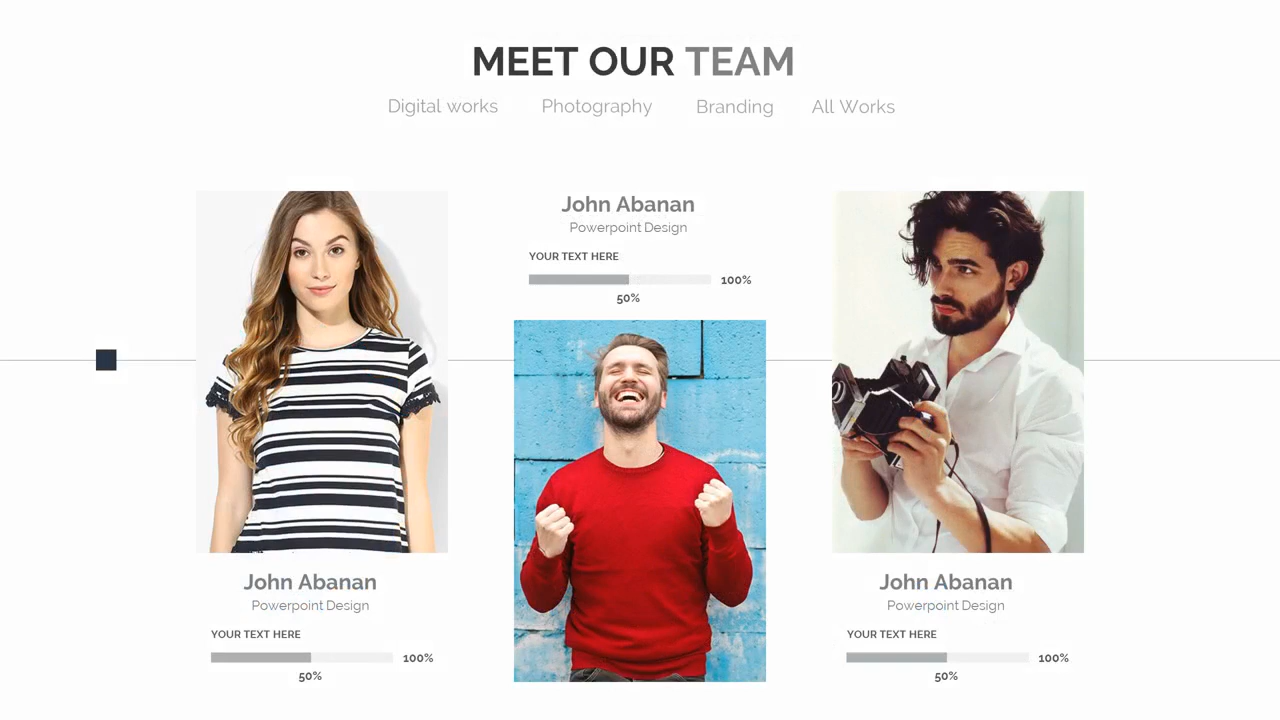 MEET OUR TEAM
Digital works Photography Branding All Works
John Abanan
Powerpoint Design
YOUR TEXT HERE
100%
50%
John Abanan
Powerpoint Design
YOUR TEXT HERE
100%
50%
John Abanan
Powerpoint Design
YOUR TEXT HERE
100%
50%